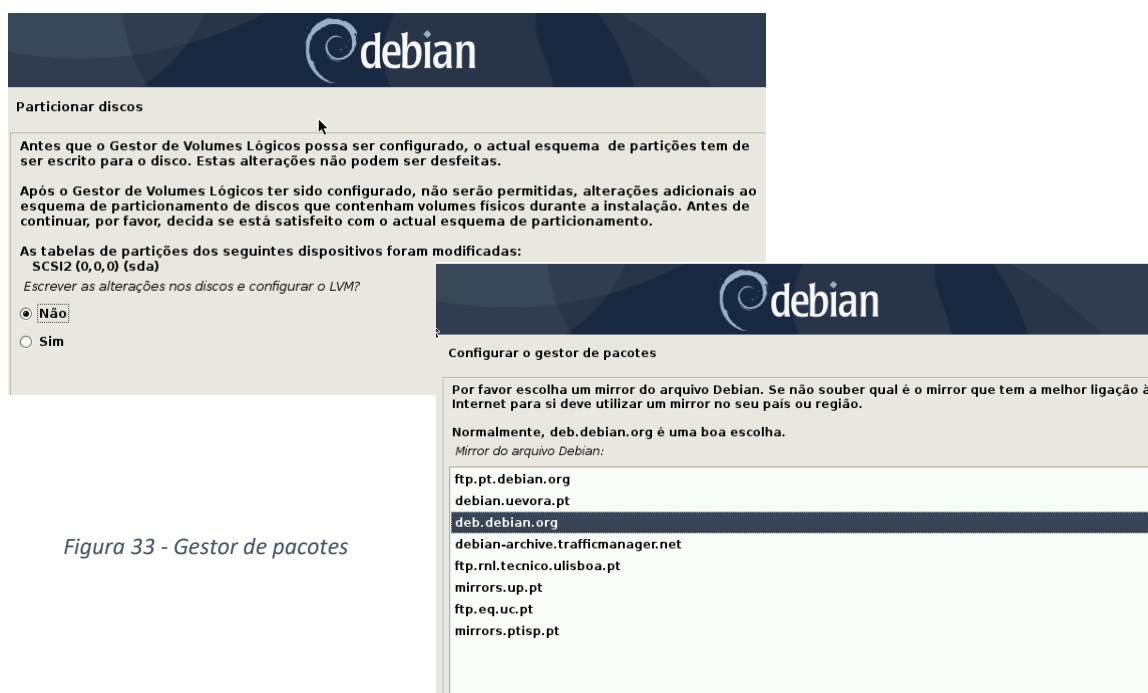 debian
Particionar discos
Antes que o Gestor de Volumes Lógicos possa ser configurado, o actual esquema de partições tem de
ser escrito para o disco. Estas alterações não podem ser desfeitas.
Após o Gestor de Volumes Lógicos ter sido configurado, não serão permitidas, alterações adicionais ao
esquema de particionamento de discos que contenham volumes físicos durante a instalação. Antes de
continuar, por favor, decida se está satisfeito com o actual esquema de particionamento.
As tabelas de partições dos seguintes dispositivos foram modificadas:
SCSI2 (0,0,0) (sda)
Escrever as alterações nos discos e configurar o LVM?
Não
Sim
debian
Configurar o gestor de pacotes
Por favor escolha um mirror do arquivo Debian. Se não souber qual é o mirror que tem a melhor ligação à
Internet para si deve utilizar um mirror no seu país ou região.
Normalmente, deb.debian.org é uma boa escolha.
Mirror do arquivo Debian:
ftp.pt.debian.org
debian.uevora.pt
deb.debian.org
debian-archive.trafficmanager.net
ftp.rnl.tecnico.ulisboa.pt
mirrors.up.pt
ftp.eq.uc.pt
mirrors.ptisp.pt
Figura 33 - Gestor de pacotes